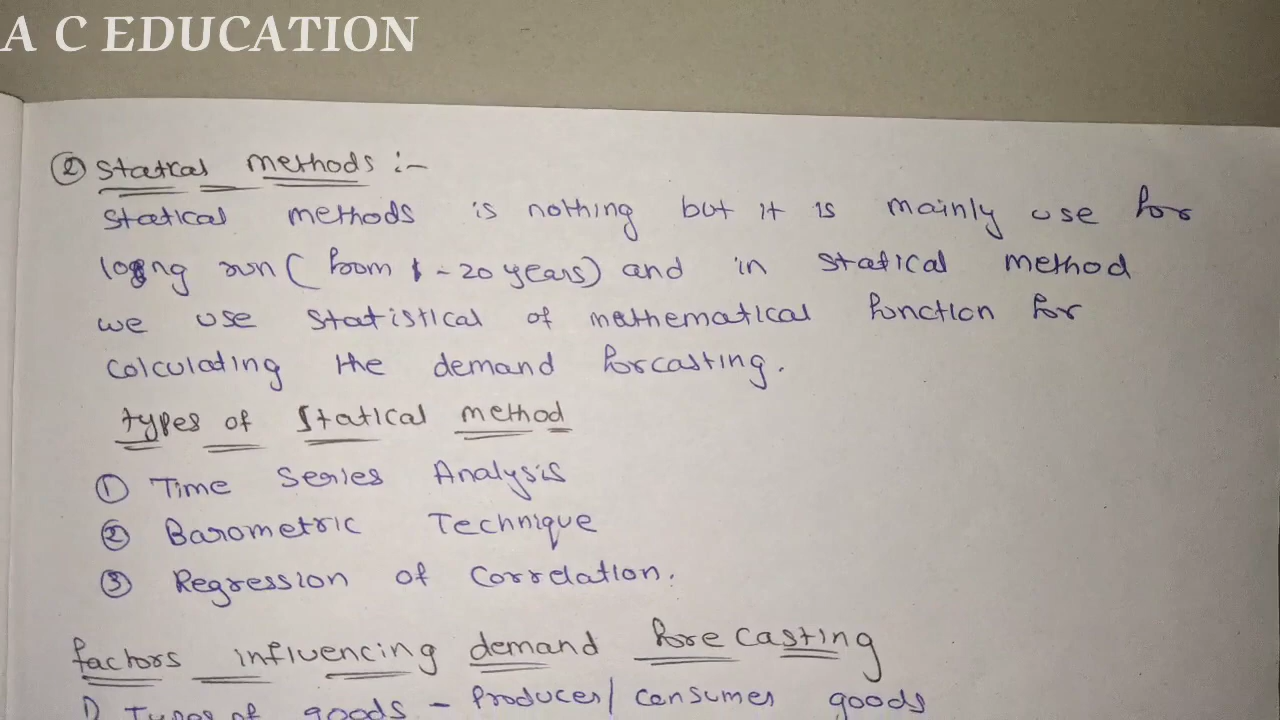 A C EDUCATION
② Statical methods :-
Statical methods is nothing but it is mainly use for
long run ( from - 20 years) and in statical method
we use statistical of mathematical function for
calculating the demand forcasting.
types of Statical method
① Time Series Analysis
② Barometric Technique
③ Regression of Correlation.
factors influencing demand fore casting
1) Types of goods - Producer/ Consumer goods